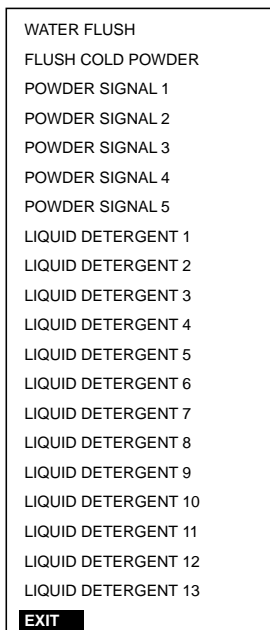 WATER FLUSH
FLUSH COLD POWDER
POWDER SIGNAL 1
POWDER SIGNAL 2
POWDER SIGNAL 3
POWDER SIGNAL 4
POWDER SIGNAL 5
LIQUID DETERGENT 1
LIQUID DETERGENT 2
LIQUID DETERGENT 3
LIQUID DETERGENT 4
LIQUID DETERGENT 5
LIQUID DETERGENT 6
LIQUID DETERGENT 7
LIQUID DETERGENT 8
LIQUID DETERGENT 9
LIQUID DETERGENT 10
LIQUID DETERGENT 11
LIQUID DETERGENT 12
LIQUID DETERGENT 13
EXIT